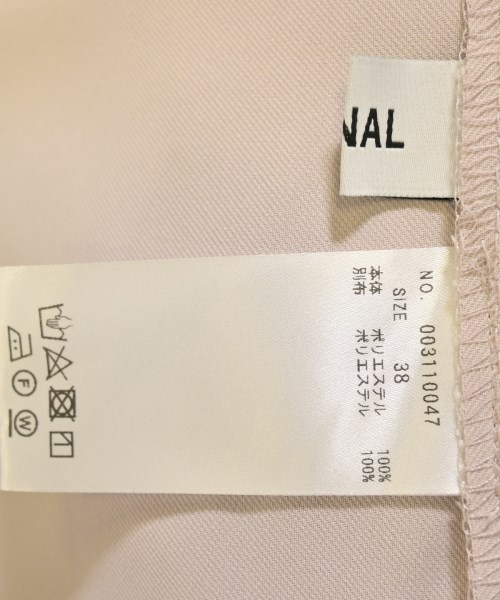 NAL
NO. 003110047
SIZE 38
本体 ポリエステル 100%
別布 ポリエステル 100%
F
W